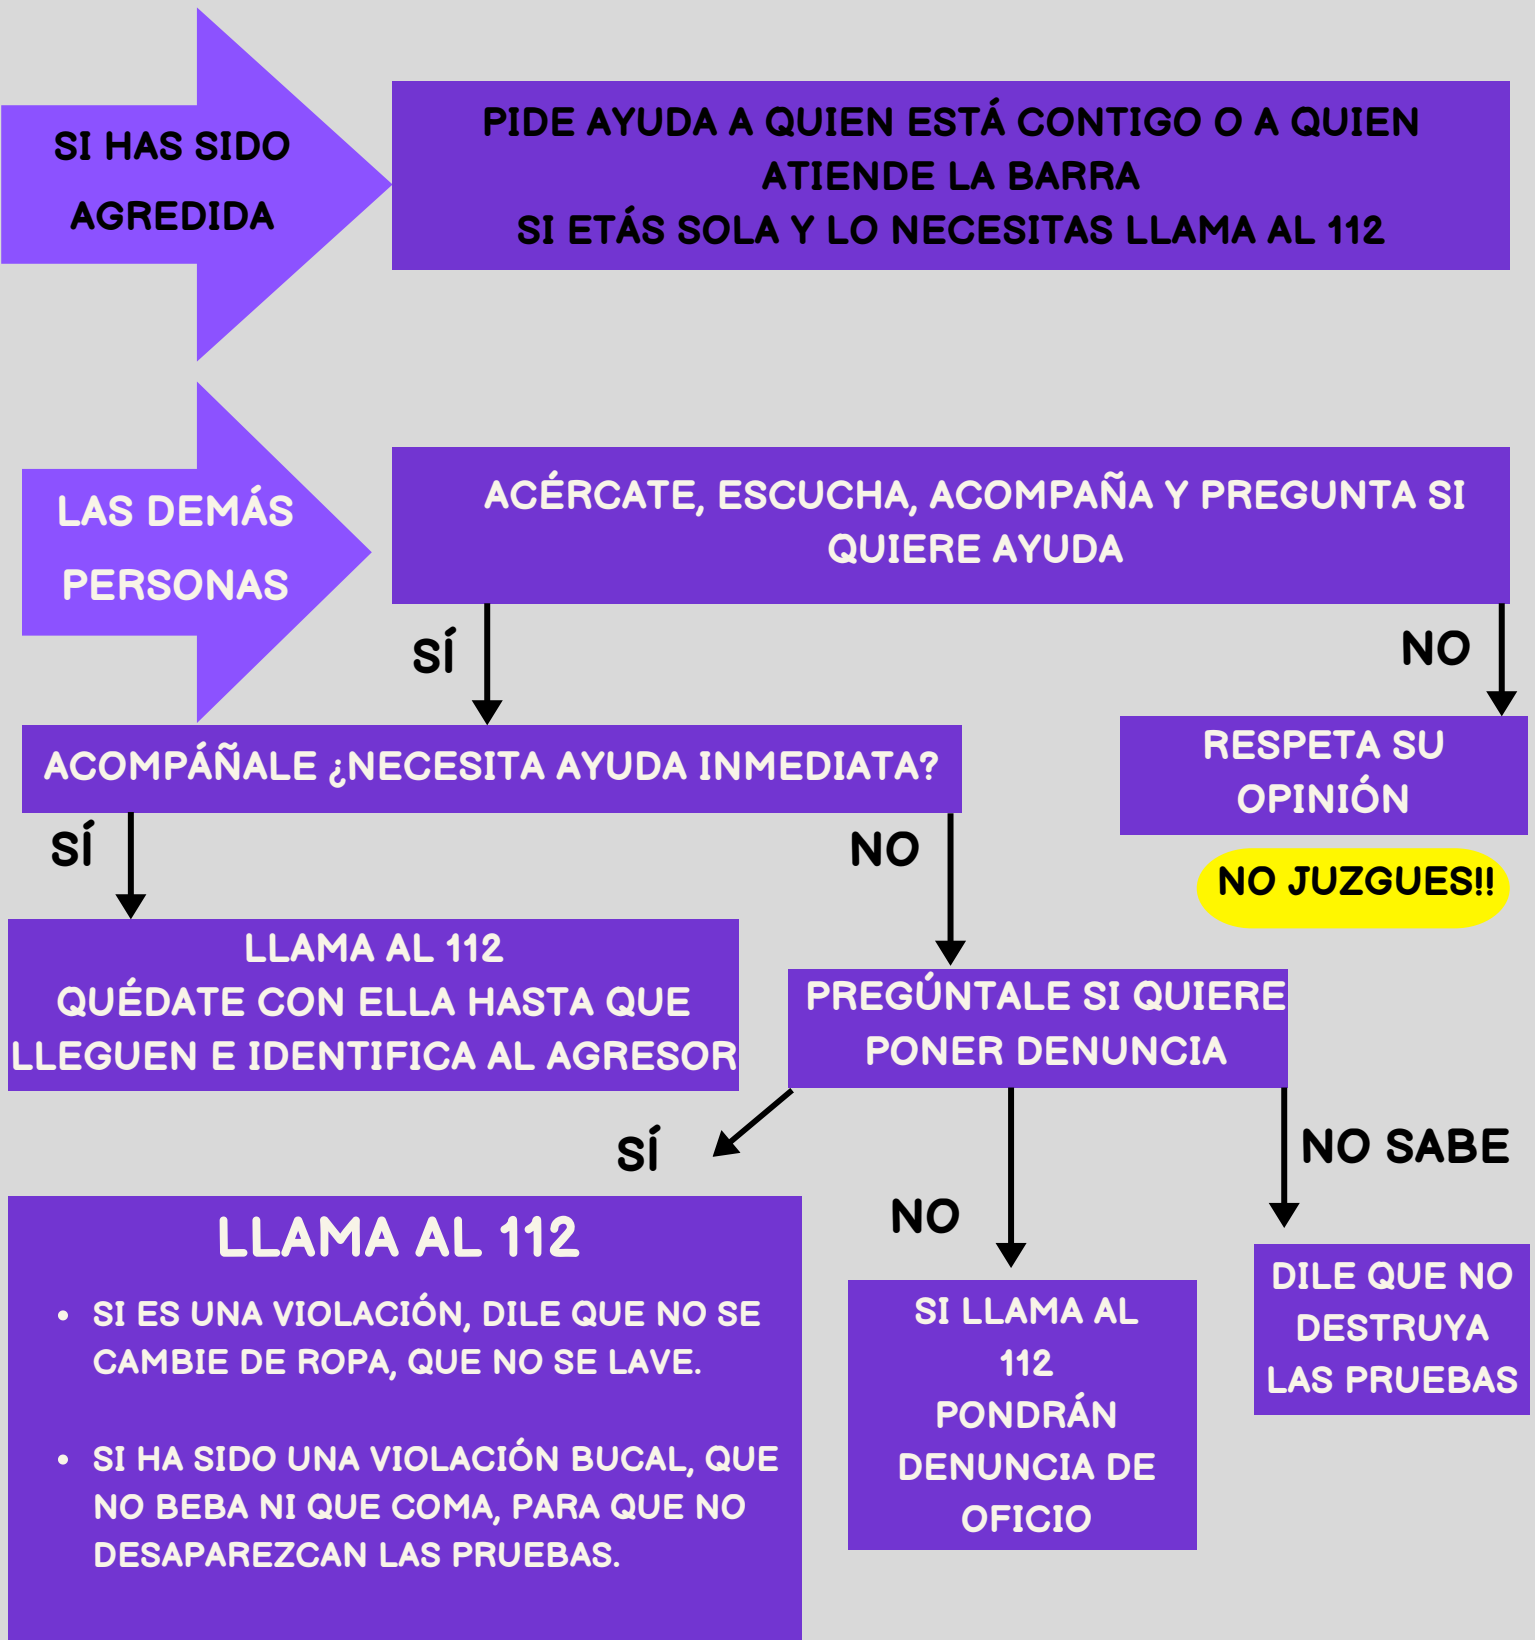 SI HAS SIDO
AGREDIDA
PIDE AYUDA A QUIEN ESTÁ CONTIGO O A QUIEN
ATIENDE LA BARRA
SI ETÁS SOLA Y LO NECESITAS LLAMA AL 112
LAS DEMÁS
PERSONAS
ACÉRCATE, ESCUCHA, ACOMPAÑA Y PREGUNTA SI
QUIERE AYUDA
SÍ
NO
ACOMPÁÑALE ¿NECESITA AYUDA INMEDIATA?
RESPETA SU
OPINIÓN
NO JUZGUES!!
SÍ
NO
LLAMA AL 112
QUÉDATE CON ELLA HASTA QUE
LLEGUEN E IDENTIFICA AL AGRESOR
PREGÚNTALE SI QUIERE
PONER DENUNCIA
SÍ
NO
NO SABE
LLAMA AL 112
• SI ES UNA VIOLACIÓN, DILE QUE NO SE
CAMBIE DE ROPA, QUE NO SE LAVE.
• SI HA SIDO UNA VIOLACIÓN BUCAL, QUE
NO BEBA NI QUE COMA, PARA QUE NO
DESAPAREZCAN LAS PRUEBAS.
SI LLAMA AL
112
PONDRÁN
DENUNCIA DE
OFICIO
DILE QUE NO
DESTRUYA
LAS PRUEBAS